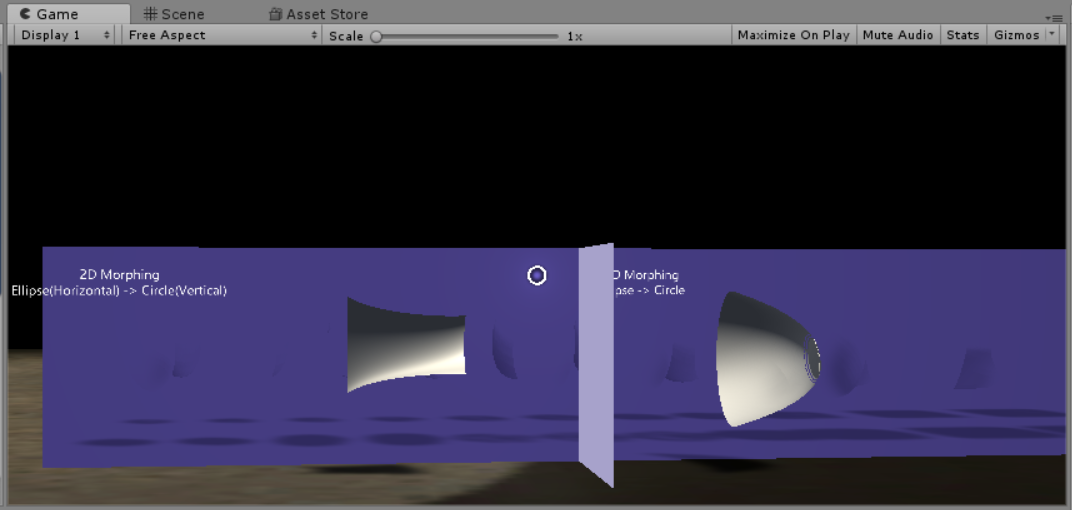 Game
Scene
Asset Store
Display 1
Free Aspect
Scale
1x
Maximize On Play
Mute Audio
Stats
Gizmos
2D Morphing
Ellipse(Horizontal) -> Circle(Vertical)
D Morphing
pse -> Circle